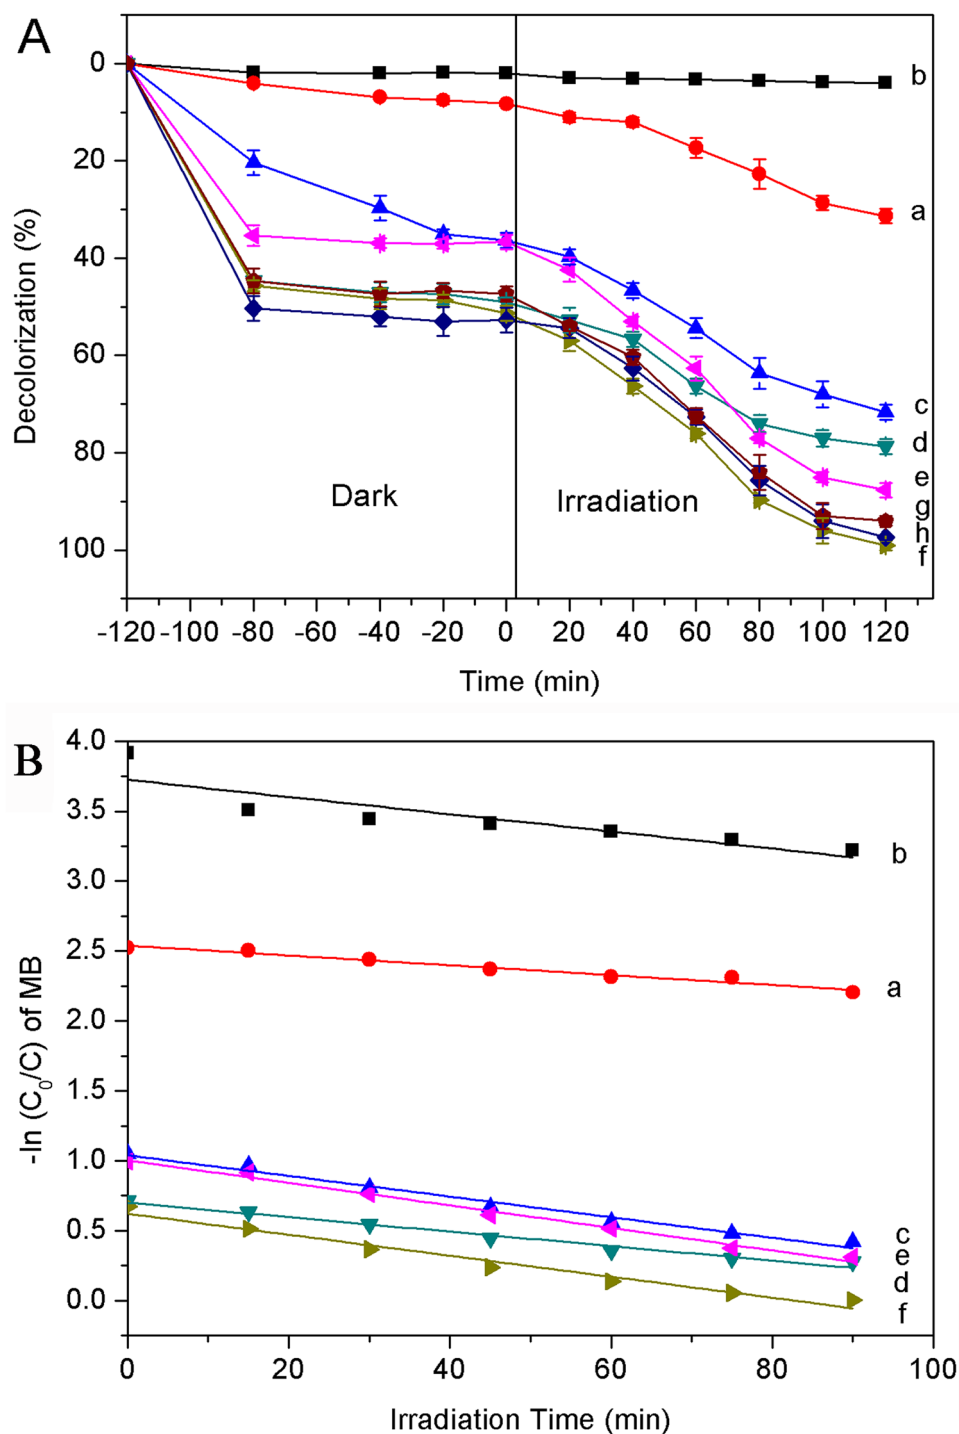 A
0
20
40
60
80
100
Decolorization (%)
b
a
c
d
e
g
h
f
Dark
Irradiation
-120 -100 -80 -60 -40 -20 0 20 40 60 80 100 120
Time (min)
B
4.0
3.5
3.0
2.5
2.0
1.5
1.0
0.5
0.0
-ln (C0/C) of MB
b
a
c
e
d
f
0 20 40 60 80 100
Irradiation Time (min)